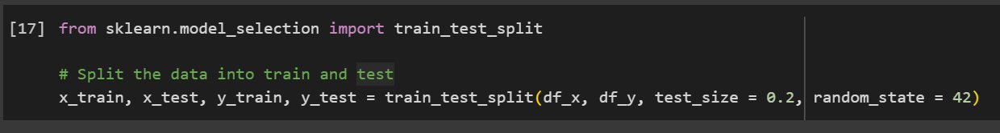 [17] from sklearn.model_selection import train_test_split
# Split the data into train and test
x_train, x_test, y_train, y_test = train_test_split(df_x, df_y, test_size = 0.2, random_state = 42)